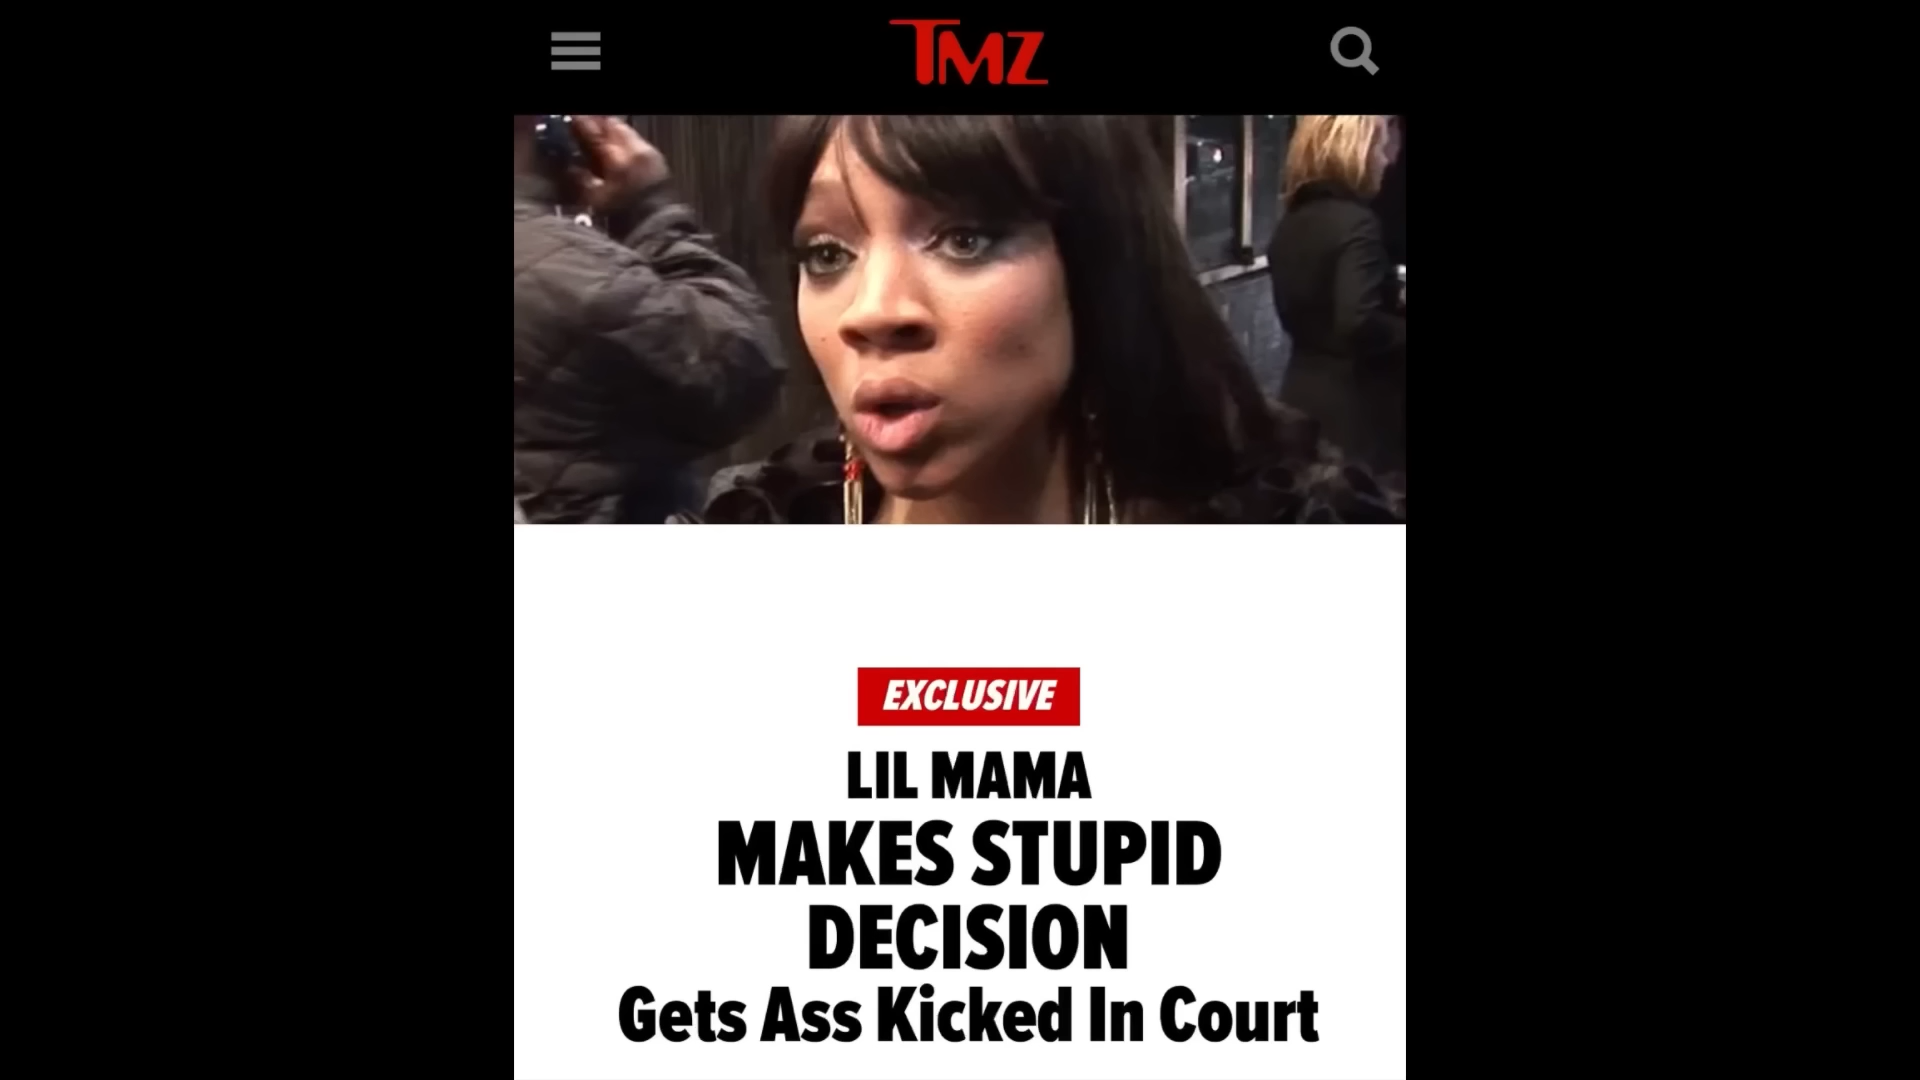 TMZ
EXCLUSIVE
LIL MAMA
MAKES STUPID
DECISION
Gets Ass Kicked In Court